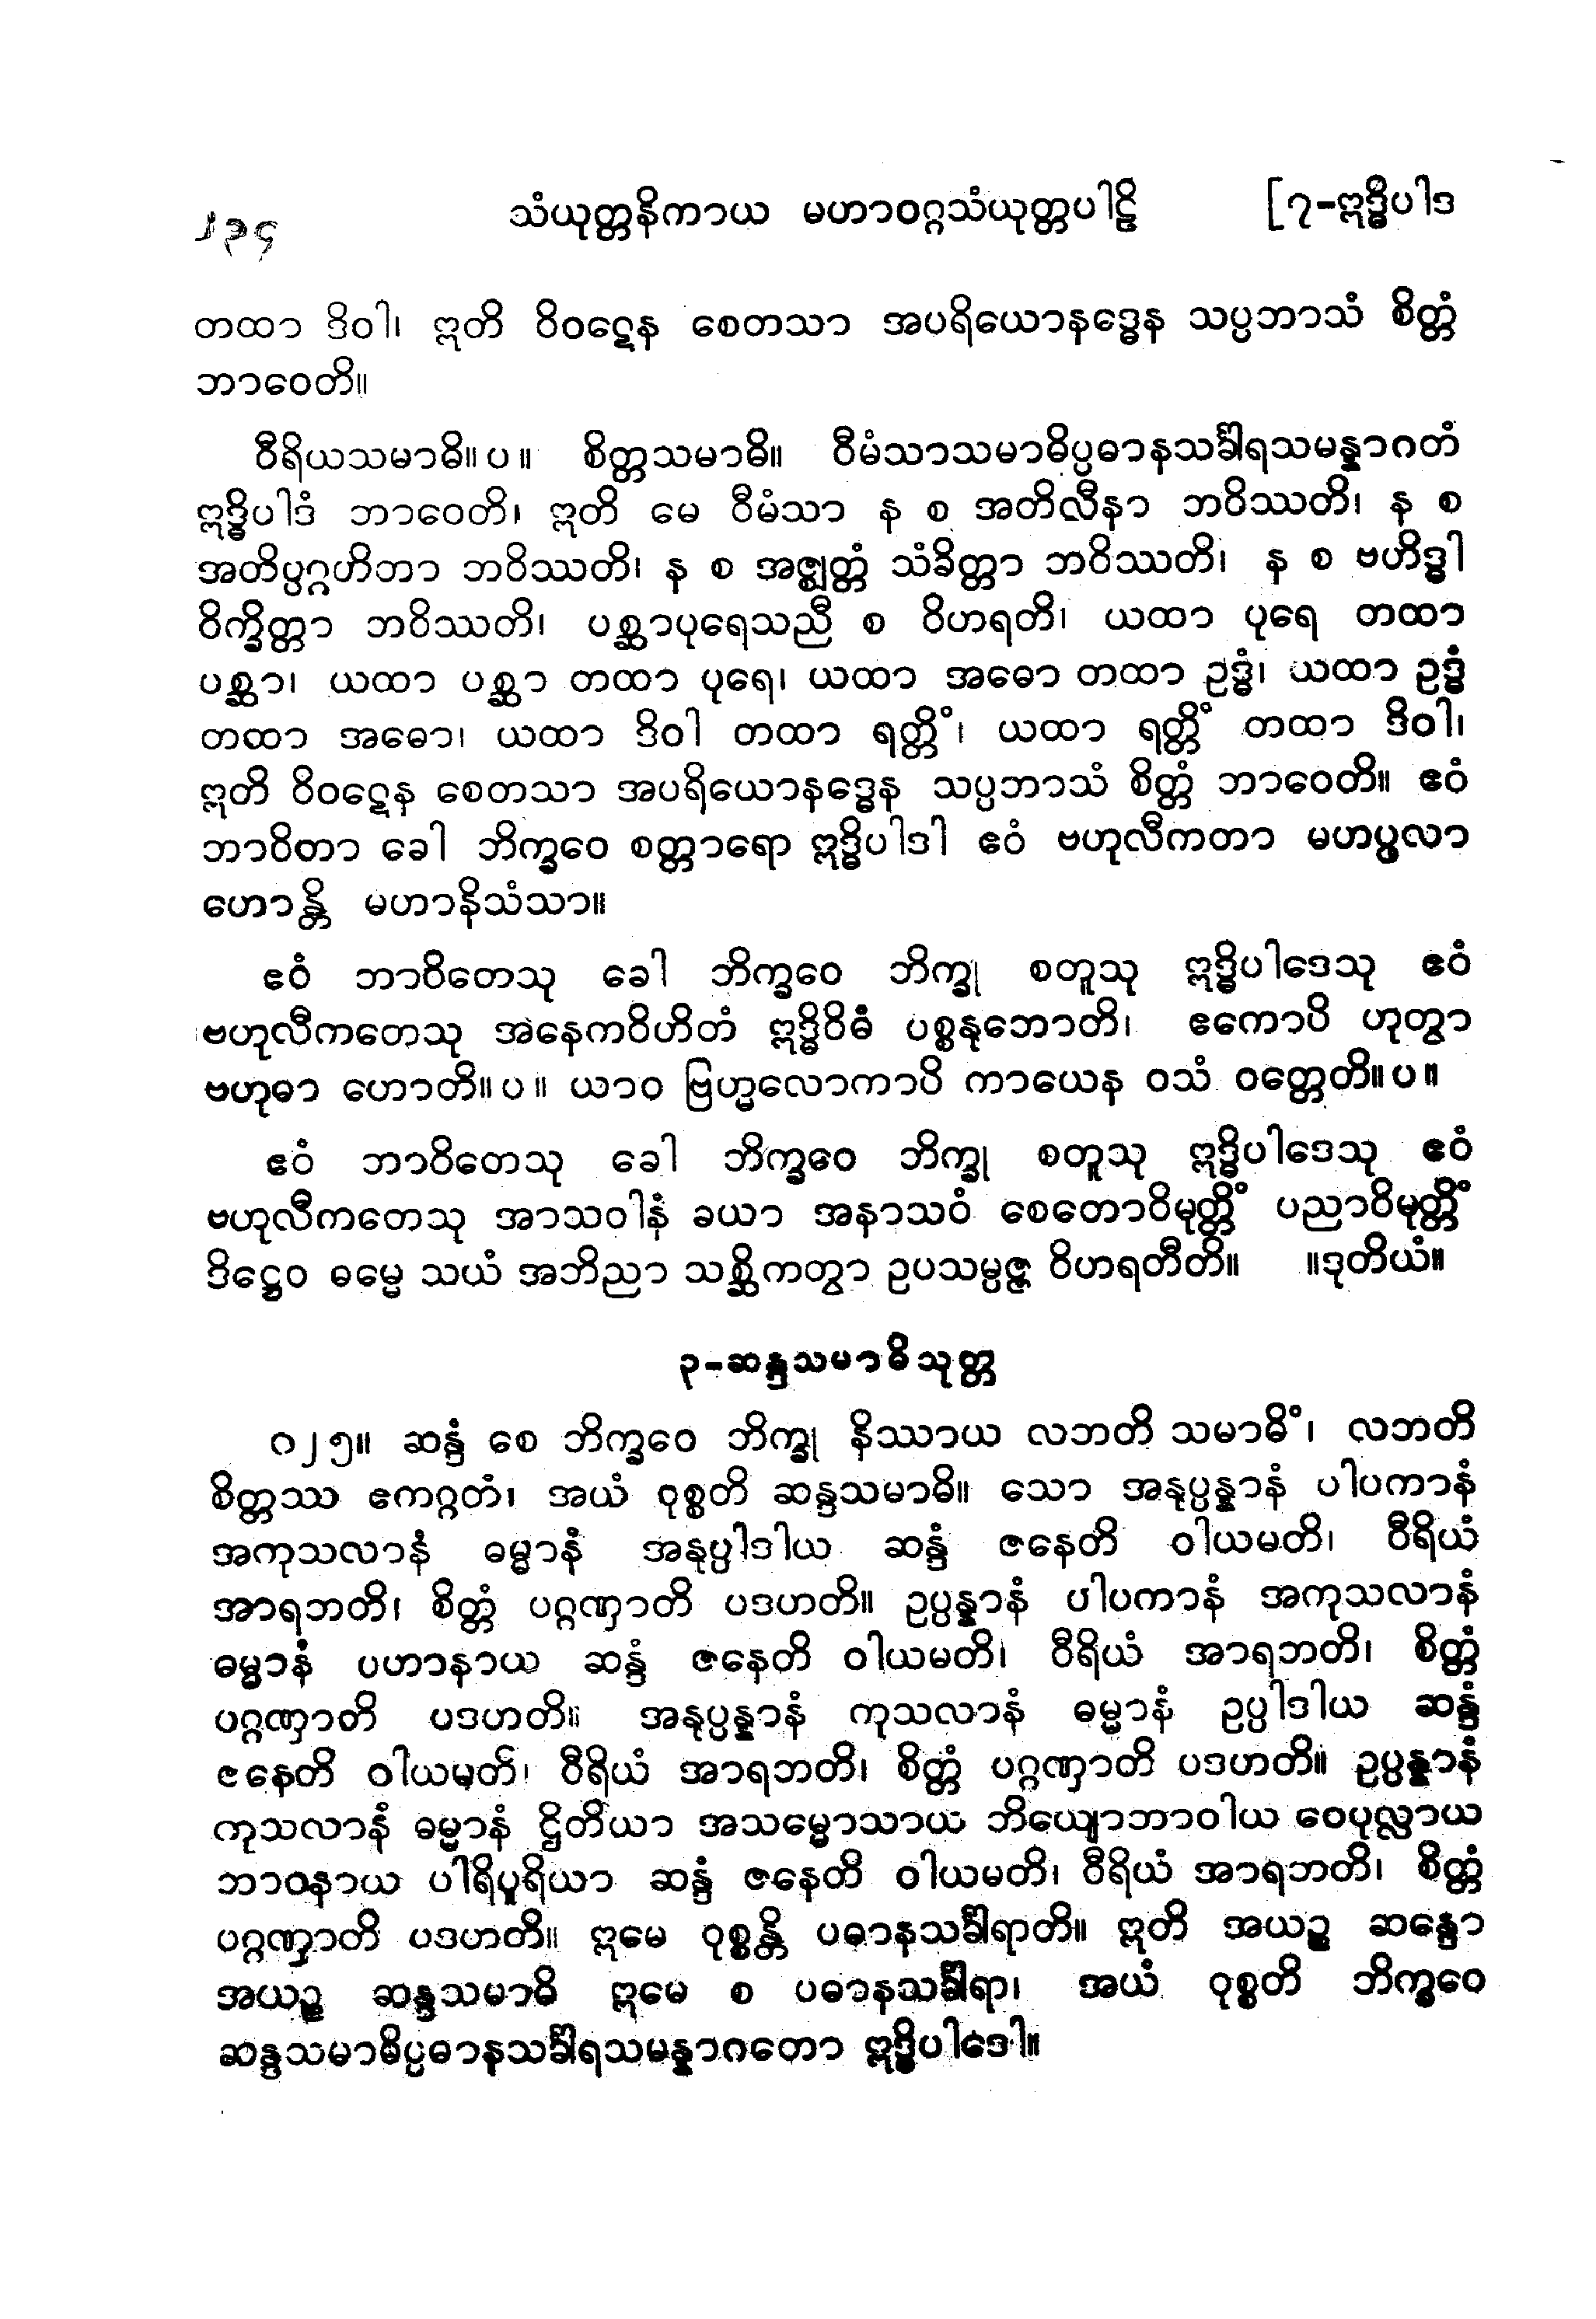 ၂၃၄ သံယုတ္တနိကာယ မဟာဝဂ္ဂသံယုတ္တပါဠိ [၇-ဣဒ္ဓိပါဒ
တထာ ဒိဝါ၊ ဣတိ ဝိဝဋေန စေတသာ အပရိယောနဒ္ဓေန သပ္ပဘာသံ စိတ္တံ
ဘာဝေတိ။
ဝီရိယသမာဓိ။ပ။ စိတ္တသမာဓိ။ ဝီမံသာသမာဓိပ္ပဓာနသင်္ခါရသမန္နာဂတံ
ဣဒ္ဓိပါဒံ ဘာဝေတိ၊ ဣတိ မေ ဝီမံသာ န စ အတိလီနာ ဘဝိဿတိ၊ န စ
အတိပ္ပဂ္ဂဟိတာ ဘဝိဿတိ၊ န စ အဇ္ဈတ္တံ သံခိတ္တာ ဘဝိဿတိ၊ န စ ဗဟိဒ္ဓါ
ဝိက္ခိတ္တာ ဘဝိဿတိ၊ ပစ္ဆာပုရေသညီ စ ဝိဟရတိ၊ ယထာ ပုရေ တထာ
ပစ္ဆာ၊ ယထာ ပစ္ဆာ တထာ ပုရေ၊ ယထာ အဓော တထာ ဥဒ္ဓံ၊ ယထာ ဥဒ္ဓံ
တထာ အဓော၊ ယထာ ဒိဝါ တထာ ရတ္တိံ၊ ယထာ ရတ္တိံ တထာ ဒိဝါ၊
ဣတိ ဝိဝဋေန စေတသာ အပရိယောနဒ္ဓေန သပ္ပဘာသံ စိတ္တံ ဘာဝေတိ။ ဧဝံ
ဘာဝိတာ ခေါ ဘိက္ခဝေ စတ္တာရော ဣဒ္ဓိပါဒါ ဧဝံ ဗဟုလီကတာ မဟပ္ဖလာ
ဟောန္တိ မဟာနိသံသာ။
ဧဝံ ဘာဝိတေသု ခေါ ဘိက္ခဝေ ဘိက္ခု စတူသု ဣဒ္ဓိပါဒေသု ဧဝံ
ဗဟုလီကတေသု အနေကဝိဟိတံ ဣဒ္ဓိဝိဓံ ပစ္စနုဘောတိ၊ ဧကောပိ ဟုတွာ
ဗဟုဓာ ဟောတိ။ပ။ ယာဝ ဗြဟ္မလောကာပိ ကာယေန ဝသံ ဝတ္တေတိ။ပ။
ဧဝံ ဘာဝိတေသု ခေါ ဘိက္ခဝေ ဘိက္ခု စတူသု ဣဒ္ဓိပါဒေသု ဧဝံ
ဗဟုလီကတေသု အာသဝါနံ ခယာ အနာသဝံ စေတောဝိမုတ္တိံ ပညာဝိမုတ္တိံ
ဒိဋ္ဌေဝ ဓမ္မေ သယံ အဘိညာ သစ္ဆိကတွာ ဥပသမ္ပဇ္ဇ ဝိဟရတီတိ။ ။ဒုတိယံ။
၃-ဆန္ဒသမာဓိသုတ္တ
၈၂၅။ ဆန္ဒံ စေ ဘိက္ခဝေ ဘိက္ခု နိဿာယ လဘတိ သမာဓိံ၊ လဘတိ
စိတ္တဿ ဧကဂ္ဂတံ၊ အယံ ဝုစ္စတိ ဆန္ဒသမာဓိ။ သော အနုပ္ပန္နာနံ ပါပကာနံ
အကုသလာနံ ဓမ္မာနံ အနုပ္ပါဒါယ ဆန္ဒံ ဇနေတိ ဝါယမတိ၊ ဝီရိယံ
အာရဘတိ၊ စိတ္တံ ပဂ္ဂဏှာတိ ပဒဟတိ။ ဥပ္ပန္နာနံ ပါပကာနံ အကုသလာနံ
ဓမ္မာနံ ပဟာနာယ ဆန္ဒံ ဇနေတိ ဝါယမတိ၊ ဝီရိယံ အာရဘတိ၊ စိတ္တံ
ပဂ္ဂဏှာတိ ပဒဟတိ။ အနုပ္ပန္နာနံ ကုသလာနံ ဓမ္မာနံ ဥပ္ပါဒါယ ဆန္ဒံ
ဇနေတိ ဝါယမတိ၊ ဝီရိယံ အာရဘတိ၊ စိတ္တံ ပဂ္ဂဏှာတိ ပဒဟတိ။ ဥပ္ပန္နာနံ
ကုသလာနံ ဓမ္မာနံ ဌိတိယာ အသမ္မောသာယ ဘိယျောဘာဝါယ ဝေပုလ္လာယ
ဘာဝနာယ ပါရိပူရိယာ ဆန္ဒံ ဇနေတိ ဝါယမတိ၊ ဝီရိယံ အာရဘတိ၊ စိတ္တံ
ပဂ္ဂဏှာတိ ပဒဟတိ။ ဣမေ ဝုစ္စန္တိ ပဓာနသင်္ခါရာတိ။ ဣတိ အယဉ္စ ဆန္ဒော
အယဉ္စ ဆန္ဒသမာဓိ ဣမေ စ ပဓာနသင်္ခါရာ၊ အယံ ဝုစ္စတိ ဘိက္ခဝေ
ဆန္ဒသမာဓိပ္ပဓာနသင်္ခါရသမန္နာဂတော ဣဒ္ဓိပါဒေါ။